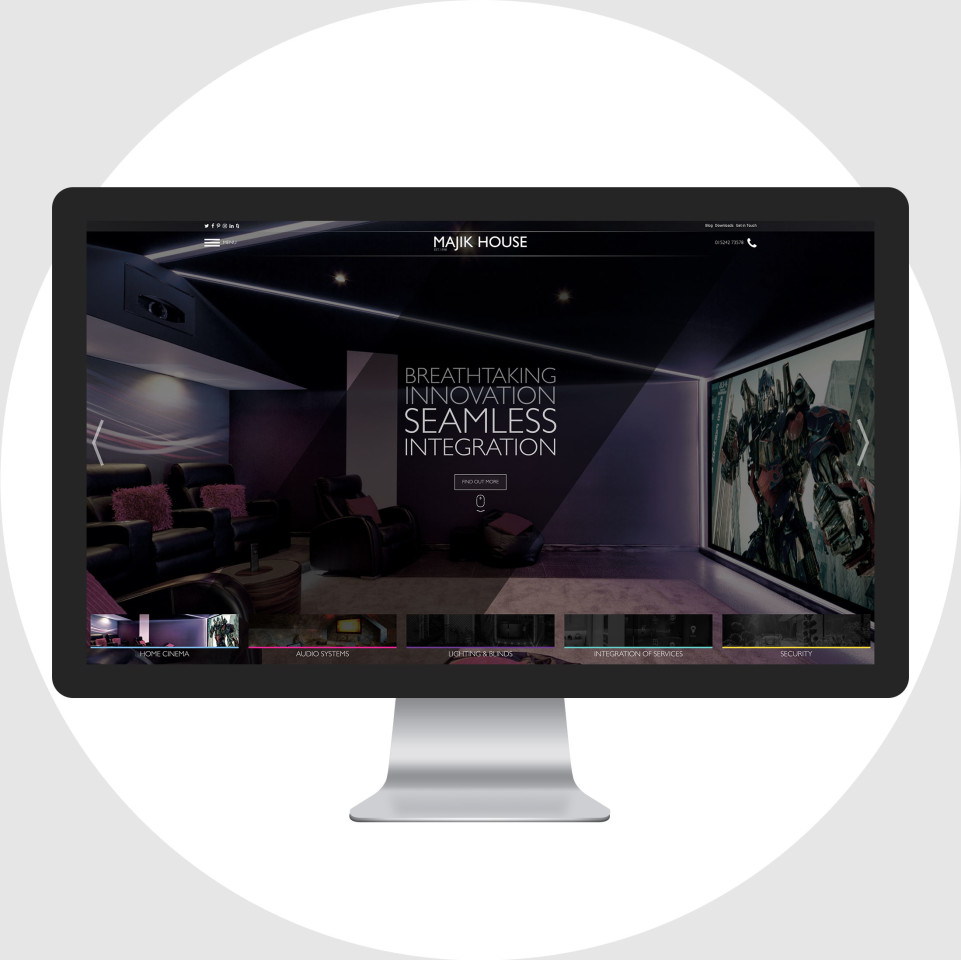 Blog Downloads Get in Touch
MENU
MAJIK HOUSE
01524 2 73578
BREATHTAKING
INNOVATION
SEAMLESS
INTEGRATION
FIND OUT MORE
HOME CINEMA
AUDIO SYSTEMS
LIGHTING & BLINDS
INTEGRATION OF SERVICES
SECURITY